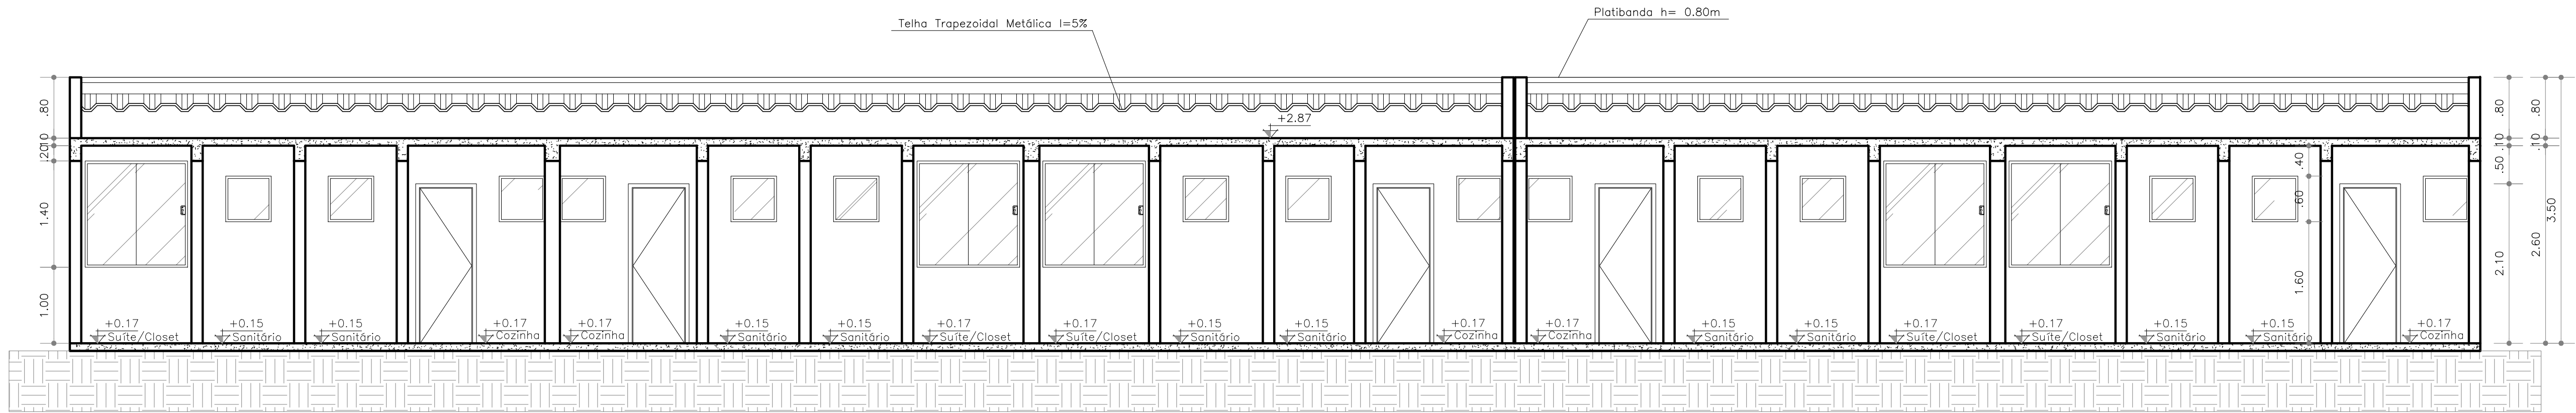 Platibanda h= 0.80m
Telha Trapezoidal Metálica I=5%
+2.87
.80
.10
.20
1.40
1.00
.40
.60
1.60
.80
.10
.50
2.10
.80
.10
2.60
3.50
+0.17
Suíte/Closet
+0.15
Sanitário
+0.15
Sanitário
+0.17
Cozinha
+0.17
Cozinha
+0.15
Sanitário
+0.15
Sanitário
+0.17
Suíte/Closet
+0.17
Suíte/Closet
+0.15
Sanitário
+0.15
Sanitário
+0.17
Cozinha
+0.17
Cozinha
+0.15
Sanitário
+0.15
Sanitário
+0.17
Suíte/Closet
+0.17
Suíte/Closet
+0.15
Sanitário
+0.15
Sanitário
+0.17
Cozinha